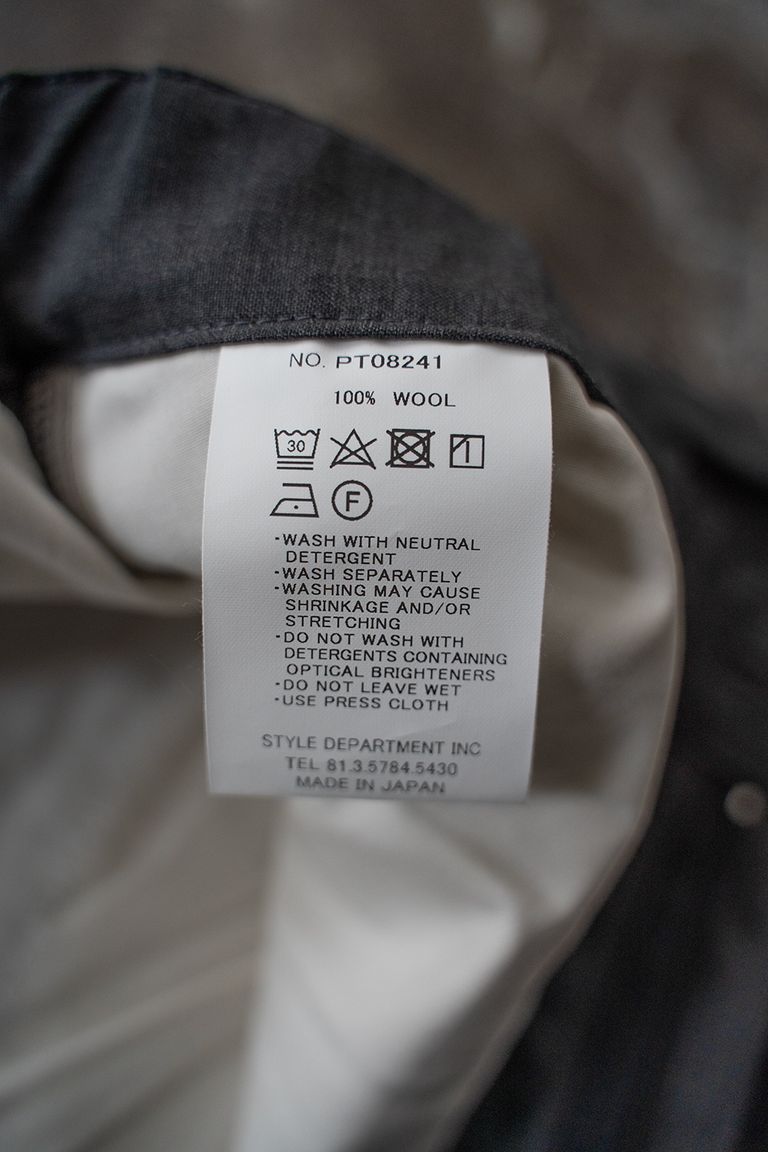 NO. PT08241
100% WOOL
30
F
·WASH WITH NEUTRAL
DETERGENT
·WASH SEPARATELY
·WASHING MAY CAUSE
SHRINKAGE AND/OR
STRETCHING
·DO NOT WASH WITH
DETERGENTS CONTAINING
OPTICAL BRIGHTENERS
·DO NOT LEAVE WET
·USE PRESS CLOTH
STYLE DEPARTMENT INC
TEL 81.3.5784.5430
MADE IN JAPAN